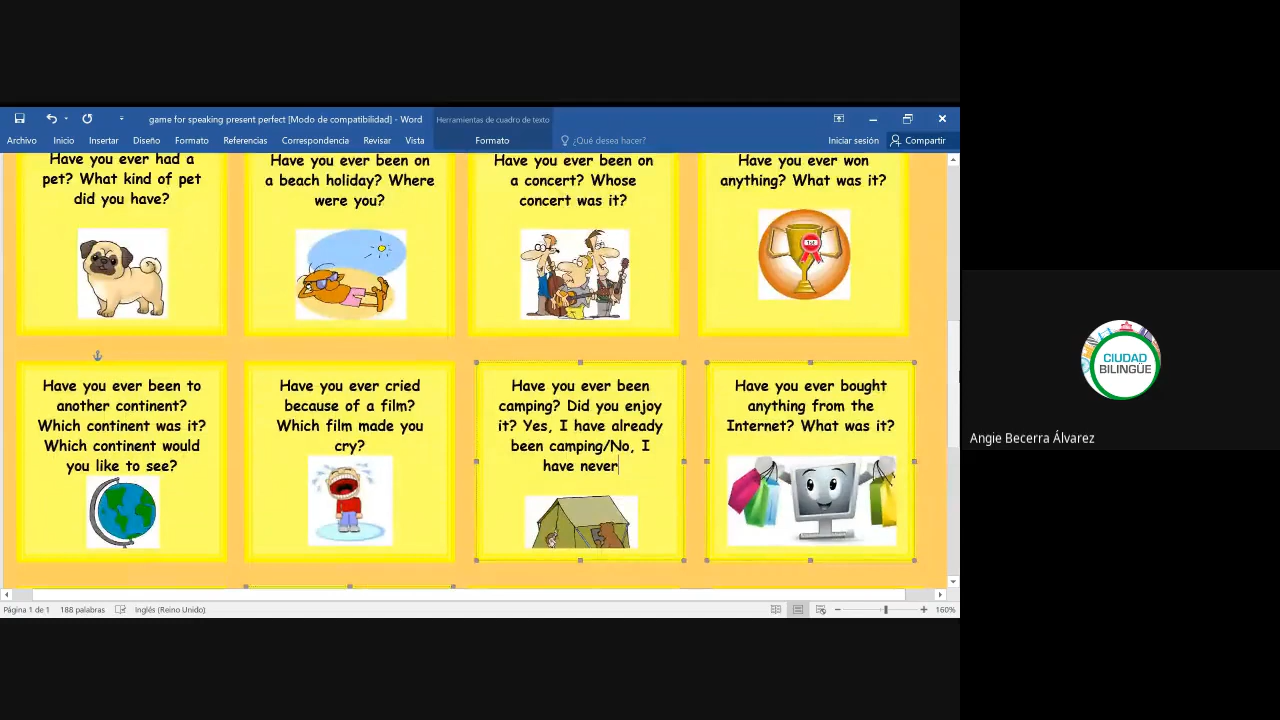 game for speaking present perfect [Modo de compatibilidad] - Word
Herramientas de cuadro de texto
Archivo Inicio Insertar Diseño Formato Referencias Correspondencia Revisar Vista Formato ¿Qué desea hacer? Iniciar sesión Compartir
Have you ever had a
pet? What kind of pet
did you have?
Have you ever been on
a beach holiday? Where
were you?
Have you ever been on
a concert? Whose
concert was it?
Have you ever won
anything? What was it?
Have you ever been to
another continent?
Which continent was it?
Which continent would
you like to see?
Have you ever cried
because of a film?
Which film made you
cry?
Have you ever been
camping? Did you enjoy
it? Yes, I have already
been camping/No, I
have never
Have you ever bought
anything from the
Internet? What was it?
Página 1 de 1 188 palabras Inglés (Reino Unido) 160%
CIUDAD
BILINGÜE
Angie Becerra Álvarez